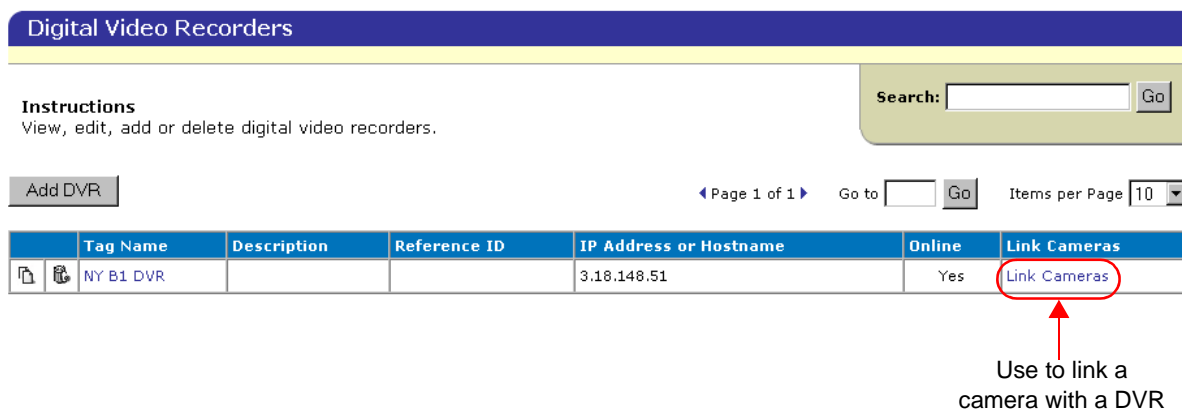 Digital Video Recorders
Search: Go
Instructions
View, edit, add or delete digital video recorders.
Add DVR Page 1 of 1 Go to Go Items per Page 10
Tag Name Description Reference ID IP Address or Hostname Online Link Cameras
NY B1 DVR 3.18.148.51 Yes Link Cameras
Use to link a
camera with a DVR